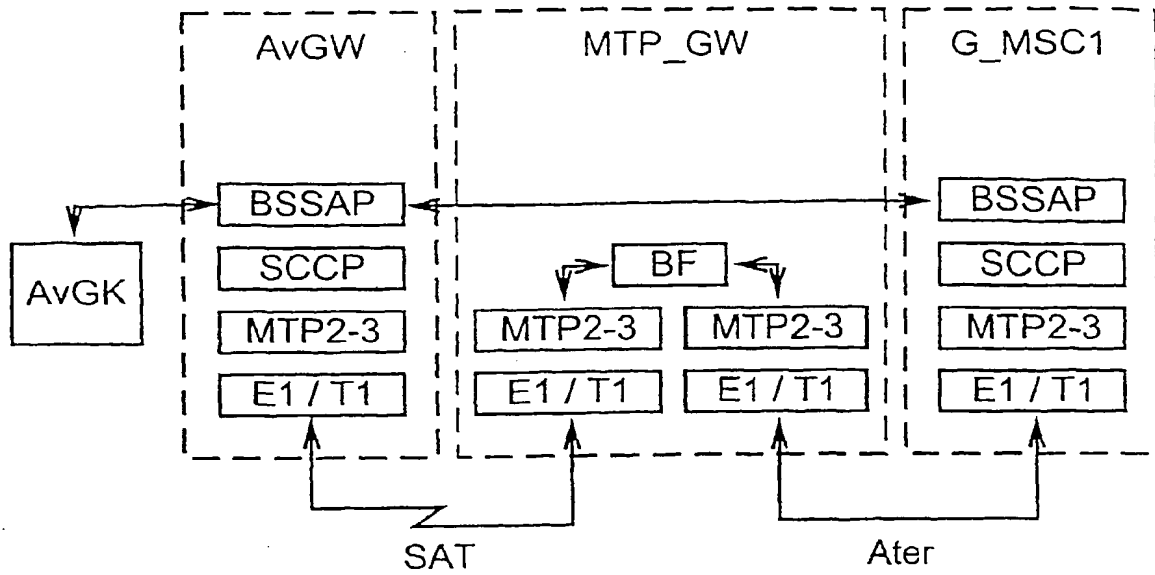 AvGW
MTP_GW
G_MSC1
BSSAP
BSSAP
SCCP
BF
SCCP
AvGK
MTP2-3
MTP2-3
MTP2-3
MTP2-3
E1 / T1
E1 / T1
E1 / T1
E1 / T1
SAT
Ater